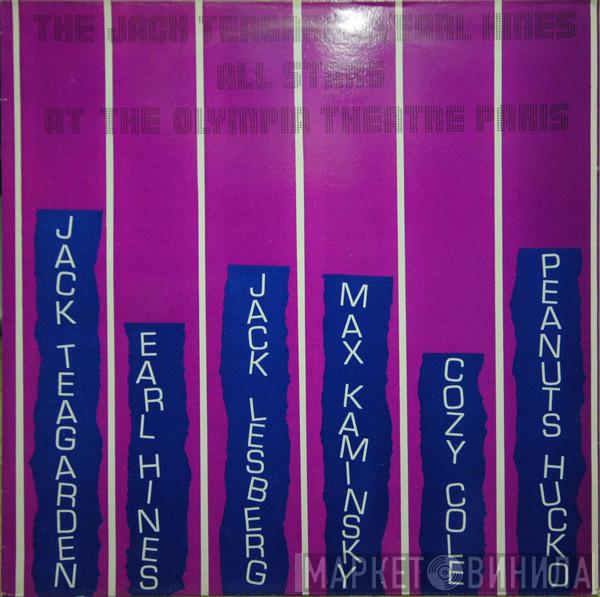 THE JACK TEAGARDEN/EARL HINES
ALL STARS
AT THE OLYMPIA THEATRE PARIS
JACK TEAGARDEN
EARL HINES
JACK LESBERG
MAX KAMINSKY
COZY COLE
PEANUTS HUCKO
МАРКЕТ ВИНИЛА